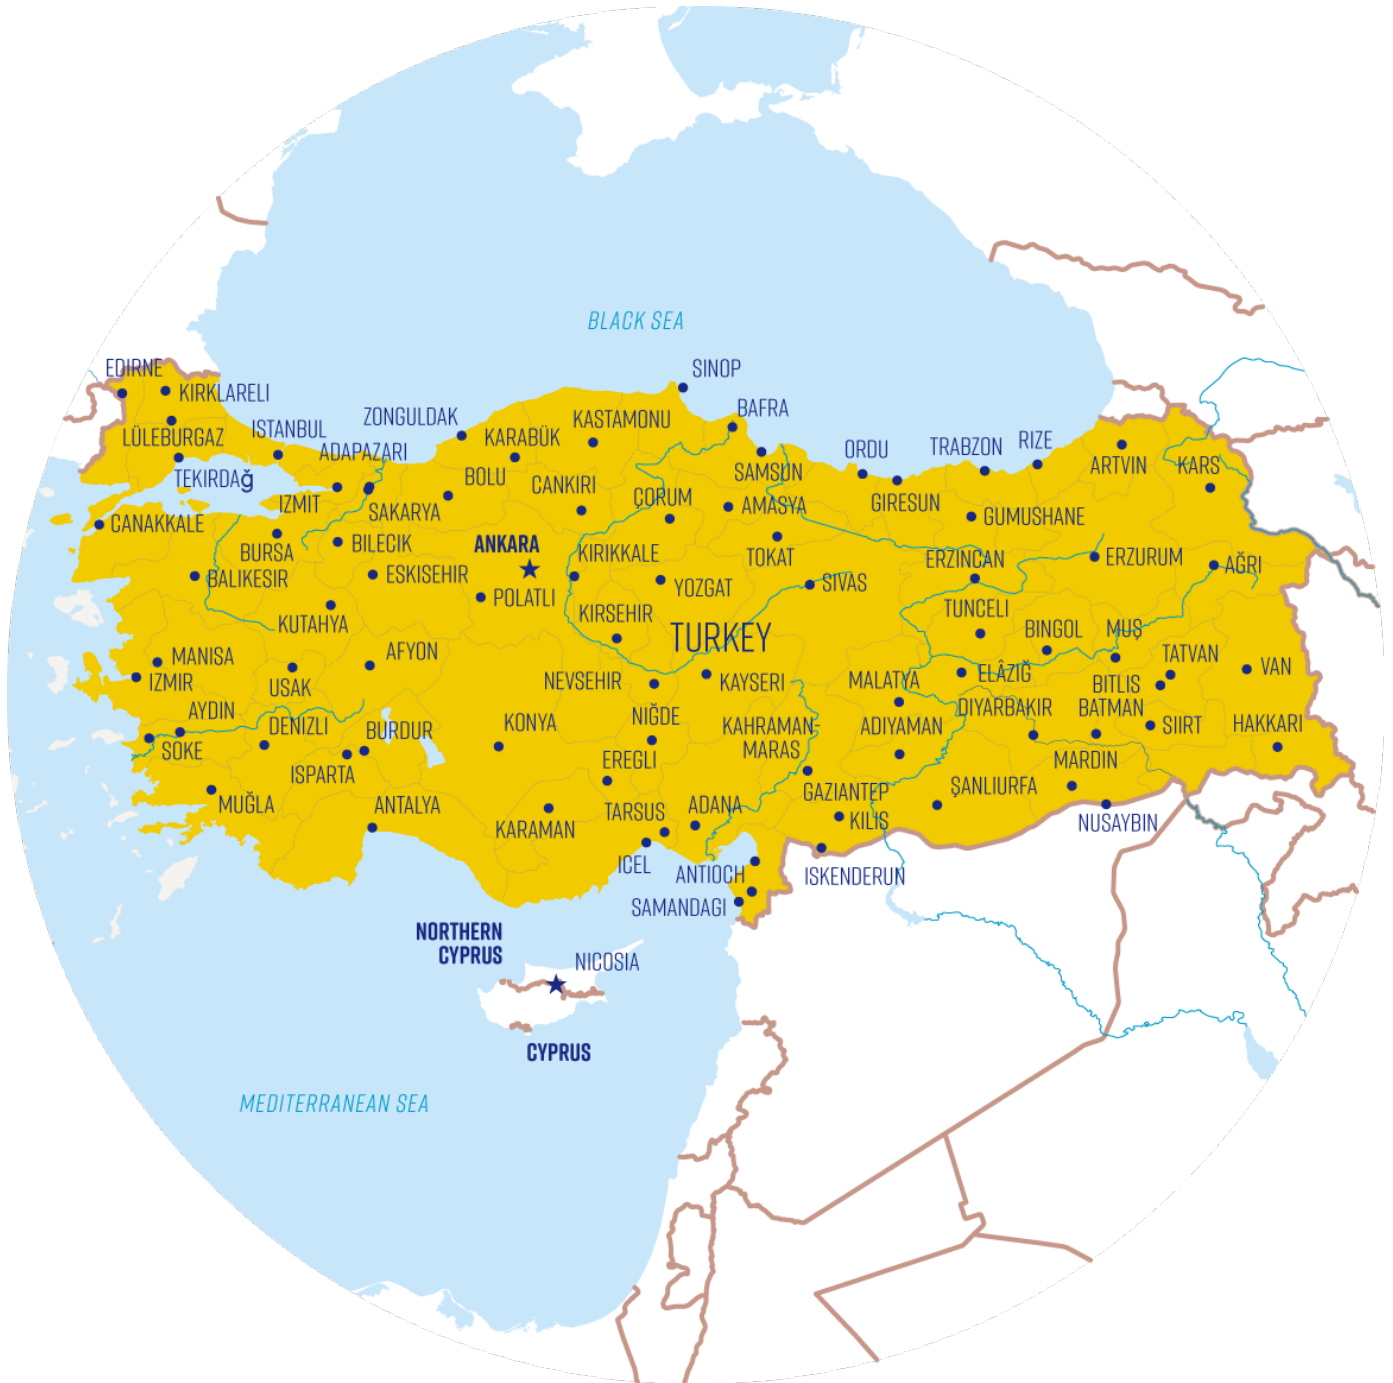 BLACK SEA
EDIRNE
SINOP
KIRKLARELI
BAFRA
ZONGULDAK
KASTAMONU
ISTANBUL
LÜLEBURGAZ
KARABÜK
RIZE
TRABZON
ORDU
ADAPAZARI
ARTVIN
KARS
SAMSUN
BOLU
TEKIRDAğ
CANKIRI
ÇORUM
IZMIT
SAKARYA
AMASYA
GIRESUN
GUMUSHANE
CANAKKALE
ANKARA
BILECIK
BURSA
KIRIKKALE
TOKAT
ERZINCAN
ERZURUM
AĞRI
BALIKESIR
ESKISEHIR
YOZGAT
SIVAS
POLATLI
TUNCELI
KIRSEHIR
KUTAHYA
BINGOL
MUŞ
TURKEY
AFYON
MANISA
TATVAN
VAN
ELÂZIĞ
IZMIR
NEVSEHIR
KAYSERI
MALATYA
BITLIS
USAK
AYDIN
DIYARBAKIR
BATMAN
NIĞDE
KONYA
DENIZLI
BURDUR
KAHRAMAN-
MARAS
ADIYAMAN
SIIRT
HAKKARI
SOKE
EREGLI
MARDIN
ISPARTA
ŞANLIURFA
GAZIANTEP
MUĞLA
ANTALYA
ADANA
TARSUS
KARAMAN
KILIS
NUSAYBIN
ICEL
ANTIOCH
ISKENDERUN
SAMANDAGI
NORTHERN
CYPRUS
NICOSIA
CYPRUS
MEDITERRANEAN SEA